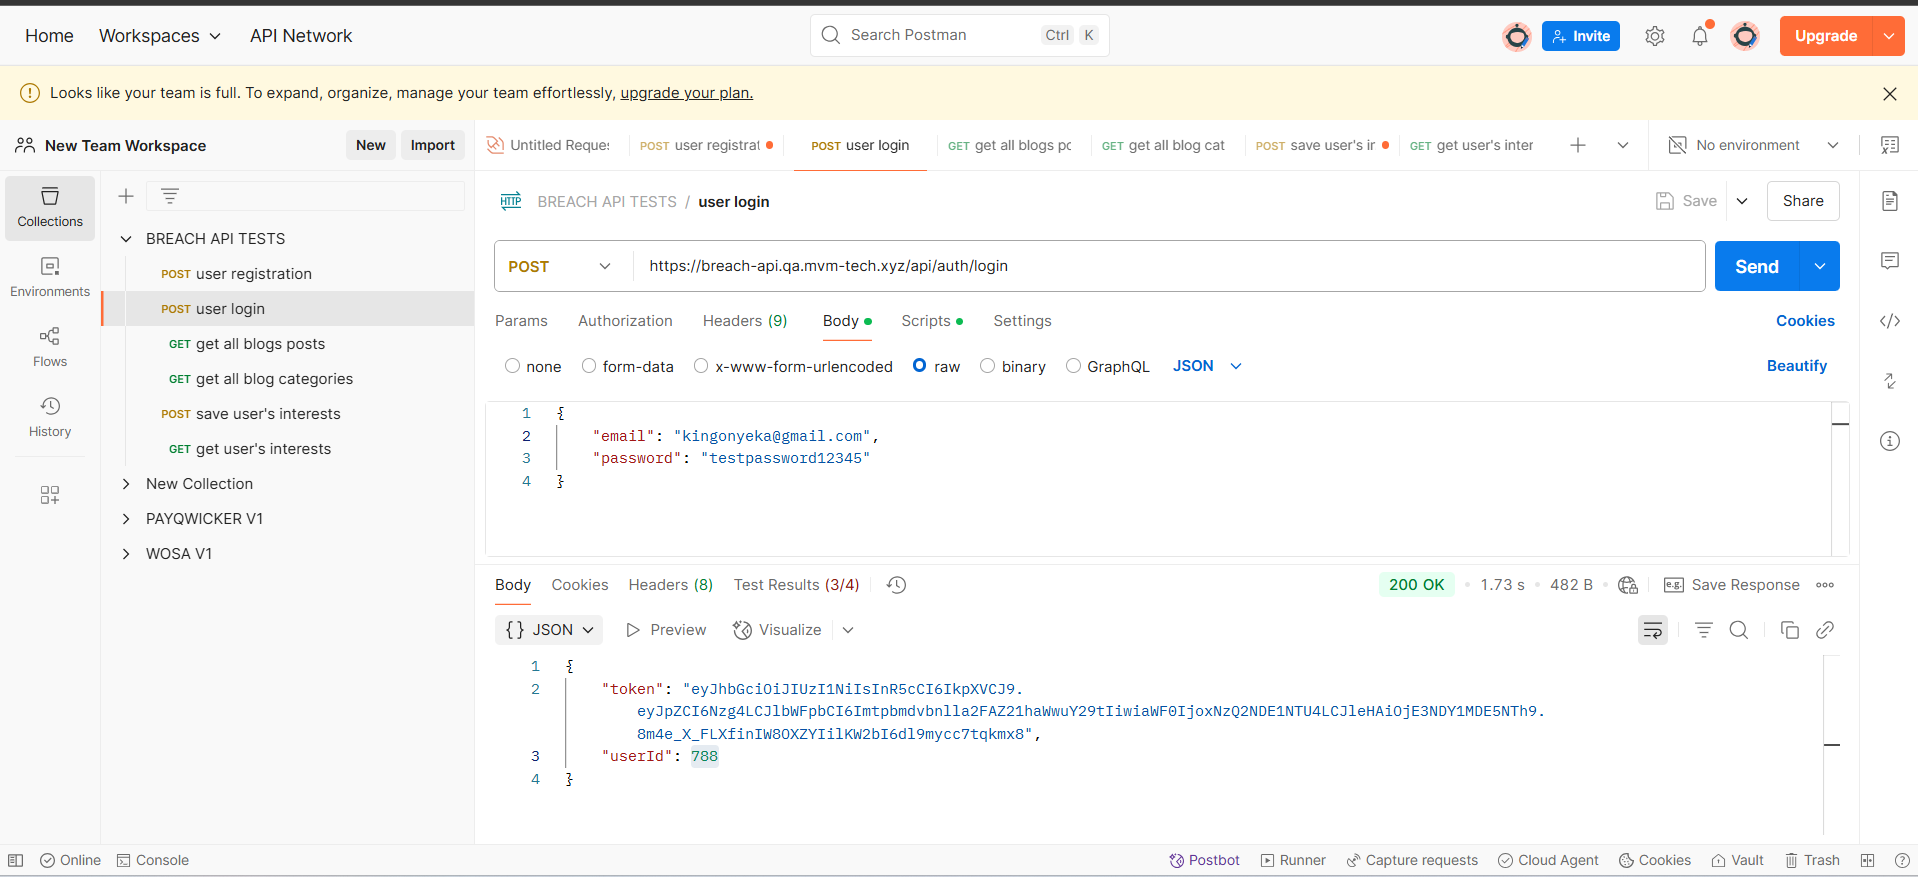 Home Workspaces API Network Search Postman Ctrl K Invite Upgrade
Looks like your team is full. To expand, organize, manage your team effortlessly, upgrade your plan.
New Team Workspace New Import
Untitled Reques POST user registrat POST user login GET get all blogs po GET get all blog cat POST save user's ir GET get user's inter No environment
Collections
Environments
Flows
History
BREACH API TESTS
POST user registration
POST user login
GET get all blogs posts
GET get all blog categories
POST save user's interests
GET get user's interests
New Collection
PAYQWICKER V1
WOSA V1
HTTP BREACH API TESTS / user login Save Share
POST https://breach-api.qa.mvm-tech.xyz/api/auth/login Send
Params Authorization Headers (9) Body Scripts Settings Cookies
none form-data x-www-form-urlencoded raw binary GraphQL JSON Beautify
1 {
2 "email": "kingonyeka@gmail.com",
3 "password": "testpassword12345"
4 }
Body Cookies Headers (8) Test Results (3/4) 200 OK • 1.73 s • 482 B • e.g. Save Response
{} JSON Preview Visualize
1 {
2 "token": "eyJhbGciOiJIUzI1NiIsInR5cCI6IkpXVCJ9.
eyJpZCI6Nzg4LCJlbWFpbCI6Imtpbmdvbnlla2FAZ21haWwuY29tIiwiaWF0IjoxNzQ2NDE1NTU4LCJleHAiOjE3NDY1MDE5NTh9.
8m4e_X_FLXfinIW8OXZYIilKW2bI6dl9mycc7tqkmx8",
3 "userId": 788
4 }
Online Console Postbot Runner Capture requests Cloud Agent Cookies Vault Trash